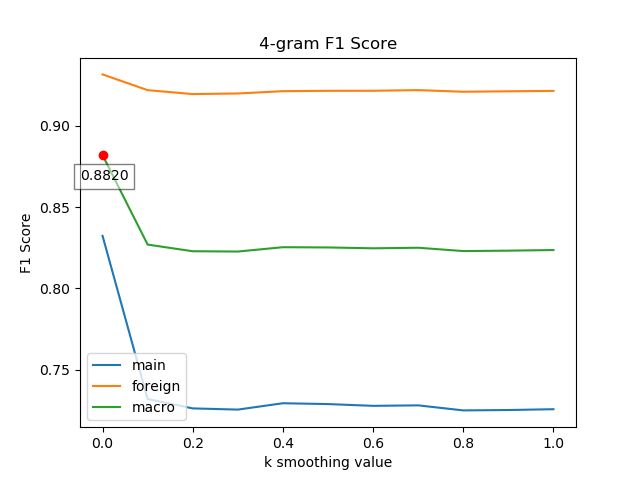 4-gram F1 Score
F1 Score
0.90
0.85
0.80
0.75
0.8820
main
foreign
macro
0.0 0.2 0.4 0.6 0.8 1.0
k smoothing value